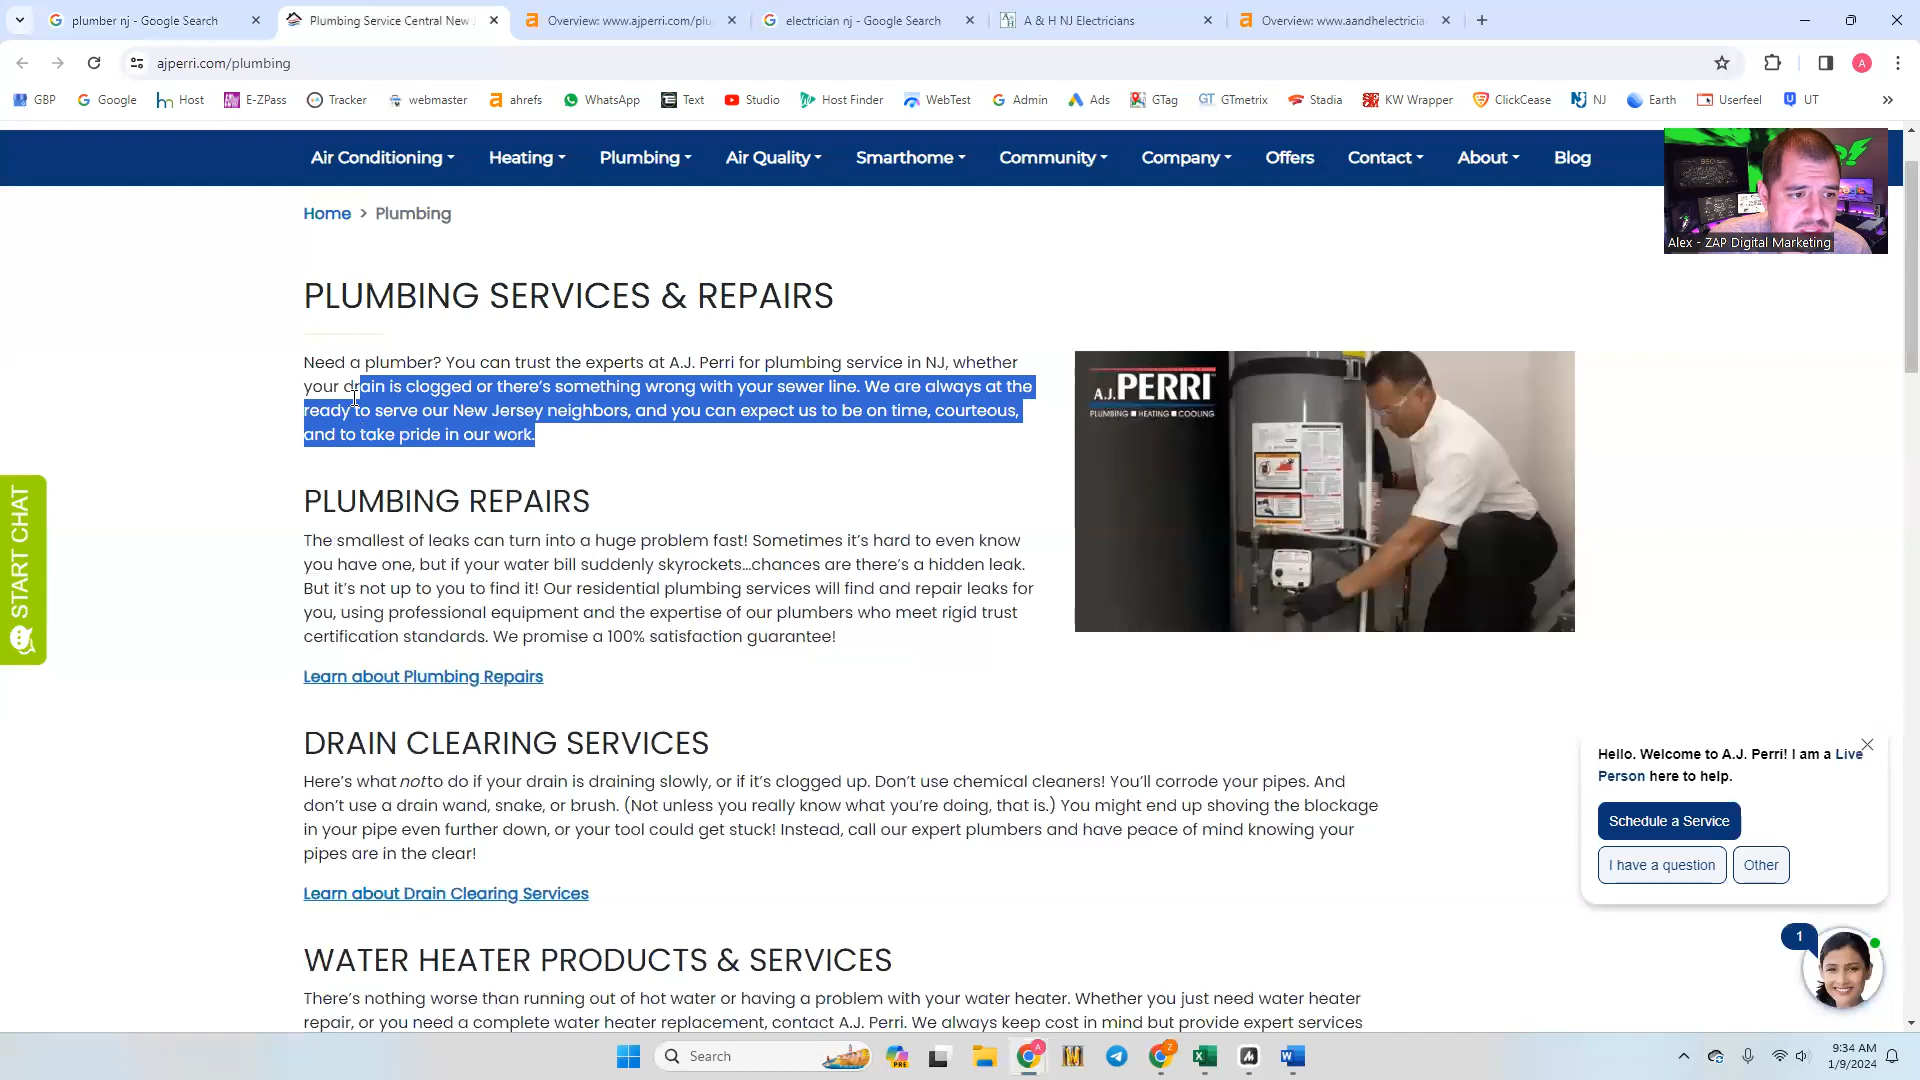 plumber nj - Google Search
Plumbing Service Central New J
Overview: www.ajperri.com/plu
electrician nj - Google Search
A & H NJ Electricians
Overview: www.aandhelectricia
ajperri.com/plumbing
GBP
Google
Host
E-ZPass
Tracker
webmaster
ahrefs
WhatsApp
Text
Studio
Host Finder
WebTest
Admin
Ads
GTag
GTmetrix
Stadia
KW Wrapper
ClickCease
NJ
Earth
Userfeel
UT
Air Conditioning
Heating
Plumbing
Air Quality
Smarthome
Community
Company
Offers
Contact
About
Blog
Alex - ZAP Digital Marketing
Home > Plumbing
PLUMBING SERVICES & REPAIRS
Need a plumber? You can trust the experts at A.J. Perri for plumbing service in NJ, whether
your drain is clogged or there's something wrong with your sewer line. We are always at the
ready to serve our New Jersey neighbors, and you can expect us to be on time, courteous,
and to take pride in our work.
A.J. PERRI
PLUMBING ■ HEATING ■ COOLING
PLUMBING REPAIRS
The smallest of leaks can turn into a huge problem fast! Sometimes it's hard to even know
you have one, but if your water bill suddenly skyrockets...chances are there's a hidden leak.
But it's not up to you to find it! Our residential plumbing services will find and repair leaks for
you, using professional equipment and the expertise of our plumbers who meet rigid trust
certification standards. We promise a 100% satisfaction guarantee!
Learn about Plumbing Repairs
START CHAT
DRAIN CLEARING SERVICES
Here's what notto do if your drain is draining slowly, or if it's clogged up. Don't use chemical cleaners! You'll corrode your pipes. And
don't use a drain wand, snake, or brush. (Not unless you really know what you're doing, that is.) You might end up shoving the blockage
in your pipe even further down, or your tool could get stuck! Instead, call our expert plumbers and have peace of mind knowing your
pipes are in the clear!
Learn about Drain Clearing Services
Hello. Welcome to A.J. Perri! I am a Live
Person here to help.
Schedule a Service
I have a question
Other
1
WATER HEATER PRODUCTS & SERVICES
There's nothing worse than running out of hot water or having a problem with your water heater. Whether you just need water heater
repair, or you need a complete water heater replacement, contact A.J. Perri. We always keep cost in mind but provide expert services
Search
9:34 AM
1/9/2024